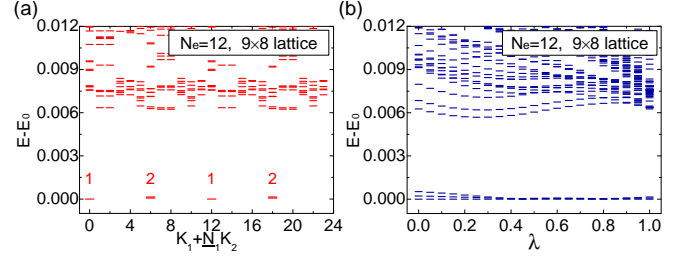 (a)
Nₑ=12, 9×8 lattice
E-E₀
0.012
0.009
0.006
0.003
0.000
1
2
1
2
0 4 8 12 16 20 24
K₁+N₁K₂
(b)
Nₑ=12, 9×8 lattice
E-E₀
0.012
0.009
0.006
0.003
0.000
0.0 0.2 0.4 0.6 0.8 1.0
λ